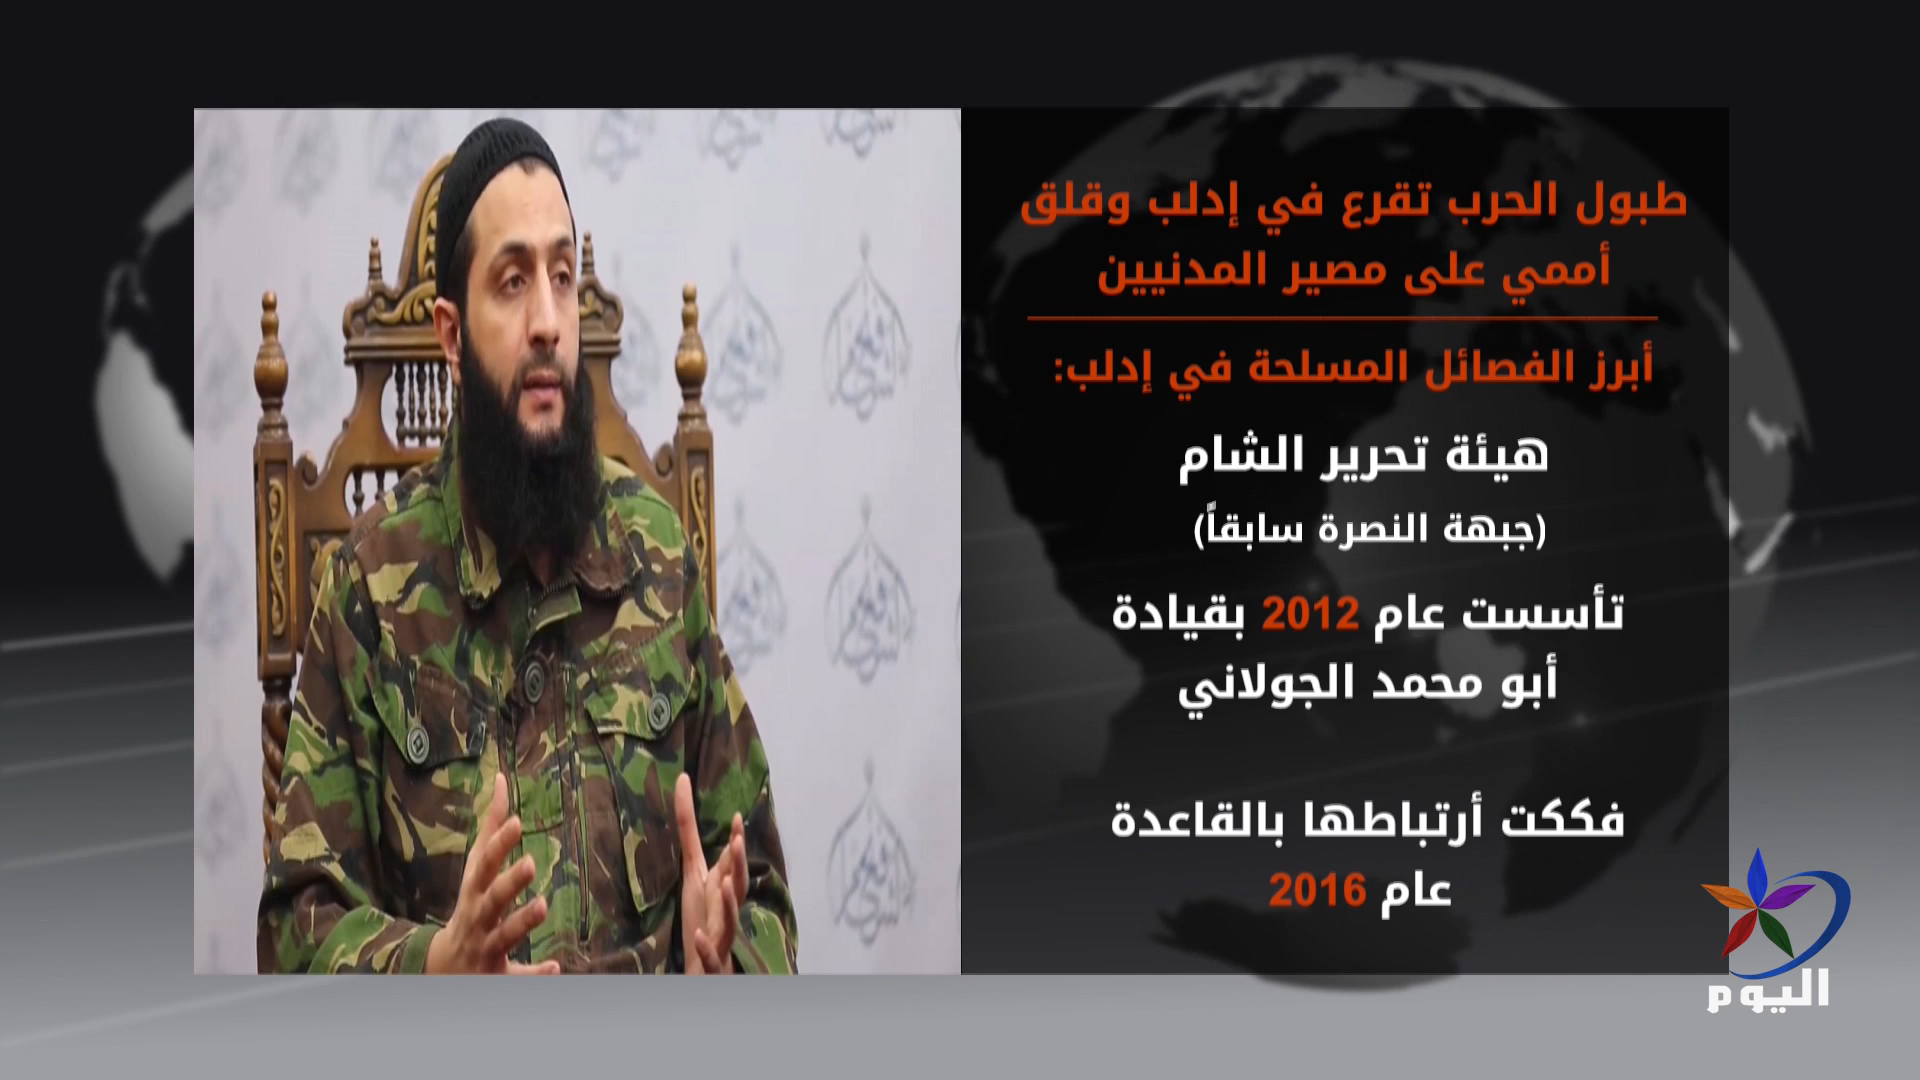 طبول الحرب تقرع في إدلب وقلق
أممي على مصير المدنيين
أبرز الفصائل المسلحة في إدلب:
هيئة تحرير الشام
(جبهة النصرة سابقاً)
تأسست عام 2012 بقيادة
أبو محمد الجولاني
فككت أرتباطها بالقاعدة
عام 2016
اليوم